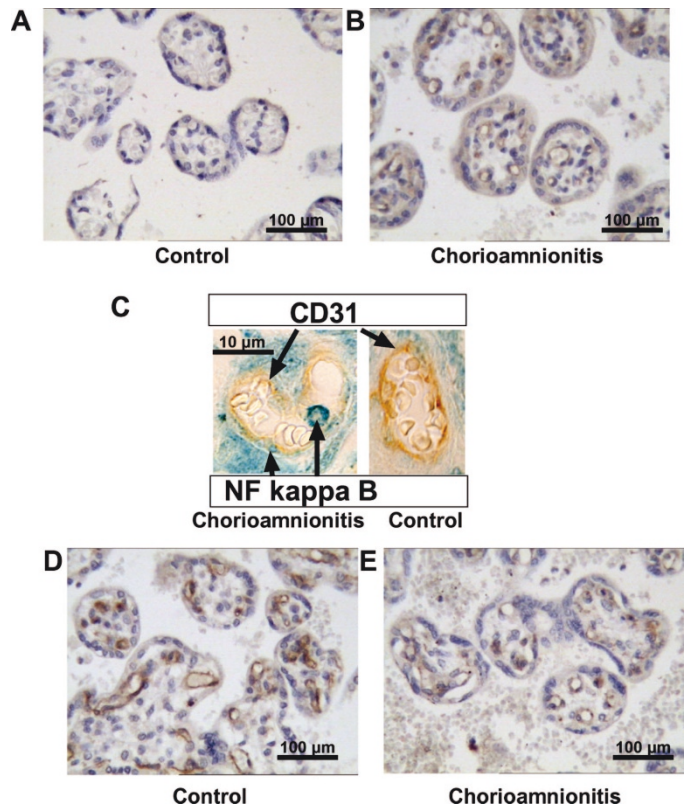 A
B
100 µm
100 µm
Control
Chorioamnionitis
C
CD31
10 µm
NF kappa B
Chorioamnionitis
Control
D
E
100 µm
100 µm
Control
Chorioamnionitis